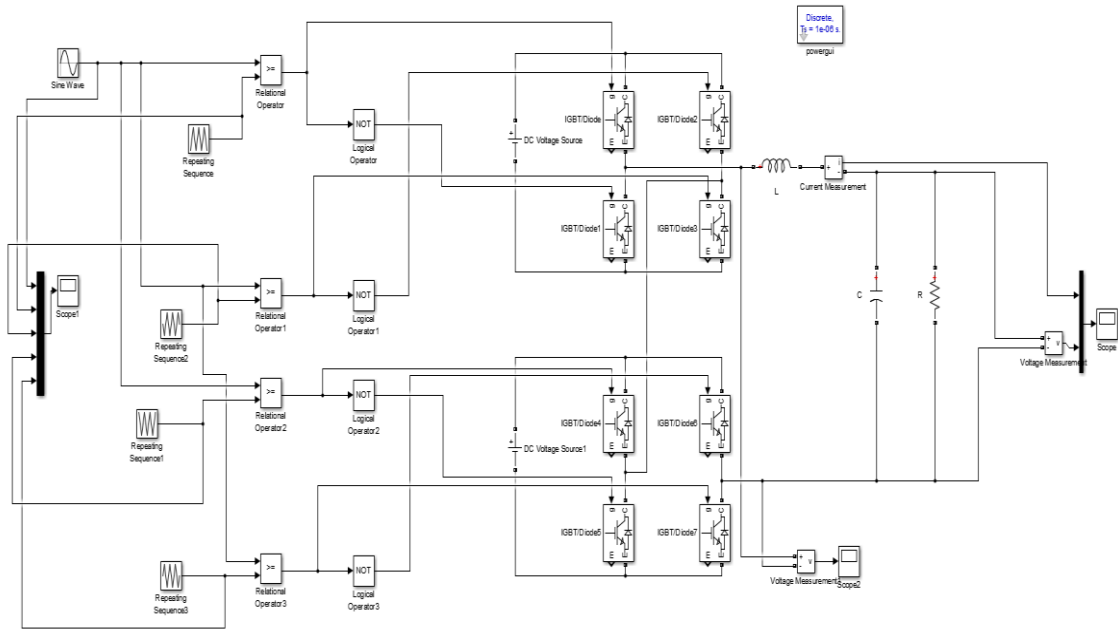 Discrete,
Ts = 1e-06 s.
powergui
Sine Wave
>=
Relational
Operator
Repeating
Sequence
NOT
Logical
Operator
DC Voltage Source
+
g
C
E
IGBT/Diode
g
C
E
IGBT/Diode2
g
C
E
IGBT/Diode1
g
C
E
IGBT/Diode3
L
+
i
-
Current Measurement
Scope1
>=
Relational
Operator1
NOT
Logical
Operator1
Repeating
Sequence2
C
R
+
-
v
Voltage Measurement
Scope
>=
Relational
Operator2
NOT
Logical
Operator2
Repeating
Sequence1
+
DC Voltage Source1
g
C
E
IGBT/Diode4
g
C
E
IGBT/Diode6
g
C
E
IGBT/Diode5
g
C
E
IGBT/Diode7
>=
Relational
Operator3
NOT
Logical
Operator3
Repeating
Sequence3
+
-
v
Voltage Measurement
Scope2